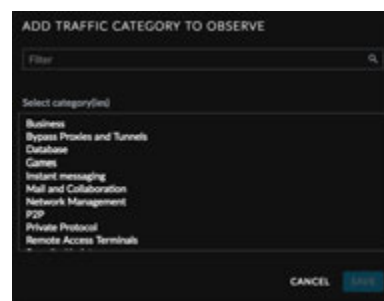 ADD TRAFFIC CATEGORY TO OBSERVE
Filter
Select category(ies)
Business
Bypass Proxies and Tunnels
Database
Games
Instant messaging
Mail and Collaboration
Network Management
P2P
Private Protocol
Remote Access Terminals
CANCEL SAVE